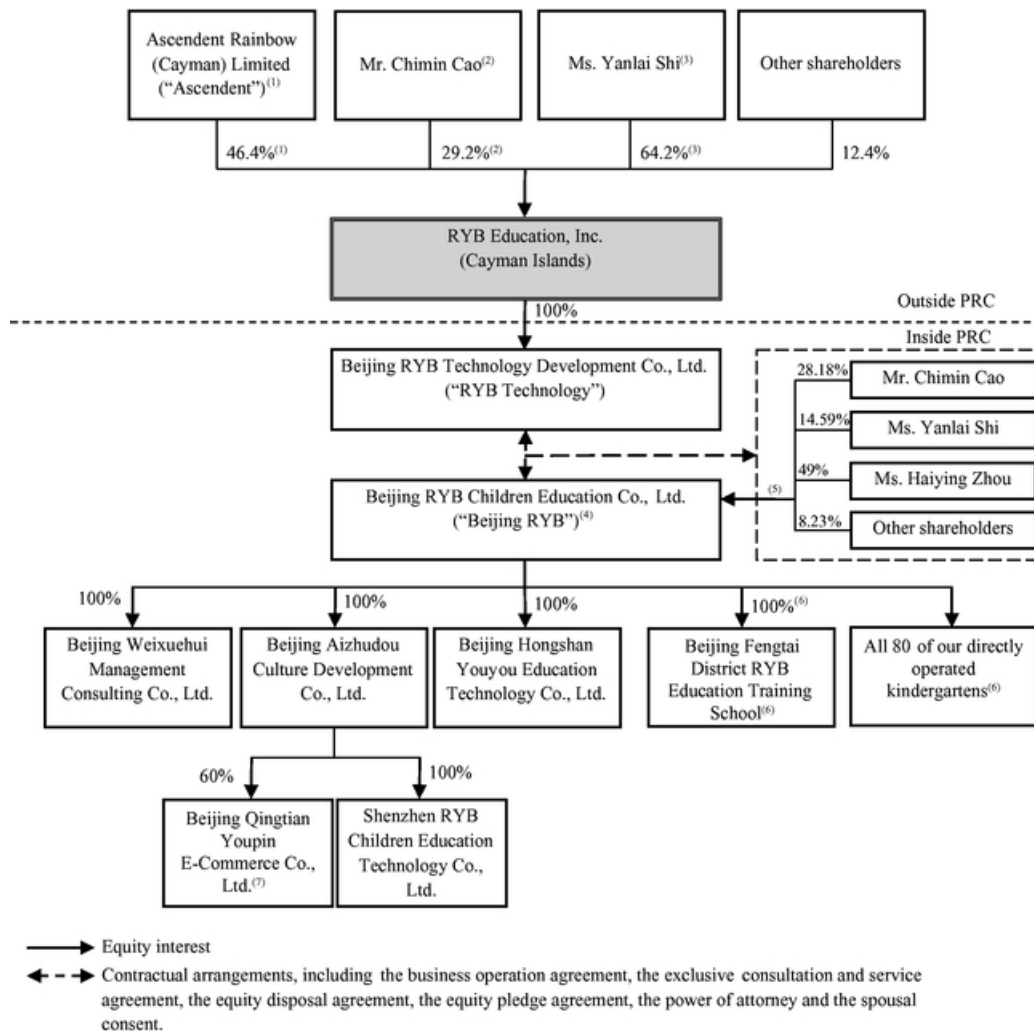 Ascendent Rainbow
(Cayman) Limited
(“Ascendent”)(1)
Mr. Chimin Cao(2)
Ms. Yanlai Shi(3)
Other shareholders
46.4%(1)
29.2%(2)
64.2%(3)
12.4%
RYB Education, Inc.
(Cayman Islands)
100%
Outside PRC
Inside PRC
Beijing RYB Technology Development Co., Ltd.
(“RYB Technology”)
28.18%
Mr. Chimin Cao
14.59%
Ms. Yanlai Shi
49%
Ms. Haiying Zhou
8.23%
Other shareholders
(5)
Beijing RYB Children Education Co., Ltd.
(“Beijing RYB”)(4)
100%
100%
100%
100%(6)
Beijing Weixuehui
Management
Consulting Co., Ltd.
Beijing Aizhudou
Culture Development
Co., Ltd.
Beijing Hongshan
Youyou Education
Technology Co., Ltd.
Beijing Fengtai
District RYB
Education Training
School(6)
All 80 of our directly
operated
kindergartens(6)
60%
100%
Beijing Qingtian
Youpin
E-Commerce Co.,
Ltd.(7)
Shenzhen RYB
Children Education
Technology Co.,
Ltd.
Equity interest
Contractual arrangements, including the business operation agreement, the exclusive consultation and service
agreement, the equity disposal agreement, the equity pledge agreement, the power of attorney and the spousal
consent.